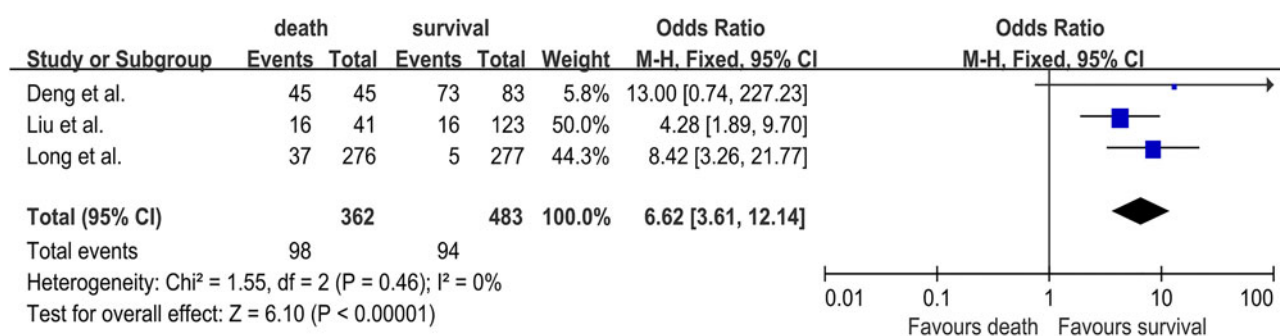 death survival Odds Ratio Odds Ratio
Study or Subgroup Events Total Events Total Weight M-H, Fixed, 95% CI M-H, Fixed, 95% CI
Deng et al. 45 45 73 83 5.8% 13.00 [0.74, 227.23]
Liu et al. 16 41 16 123 50.0% 4.28 [1.89, 9.70]
Long et al. 37 276 5 277 44.3% 8.42 [3.26, 21.77]
Total (95% CI) 362 483 100.0% 6.62 [3.61, 12.14]
Total events 98 94
Heterogeneity: Chi² = 1.55, df = 2 (P = 0.46); I² = 0%
Test for overall effect: Z = 6.10 (P < 0.00001)
0.01 0.1 1 10 100
Favours death Favours survival